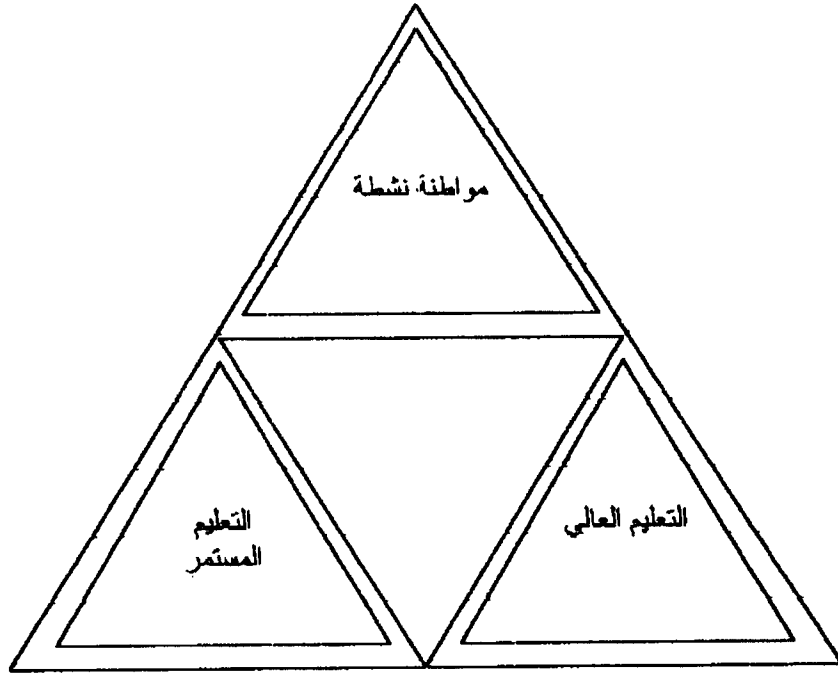 مواطنة نشطة
التعليم العالي
التعليم
المستمر